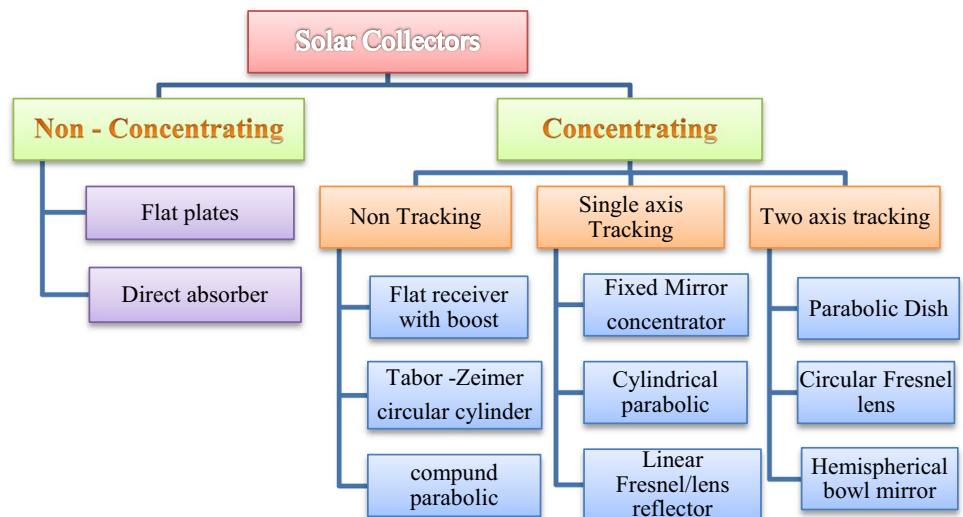 Solar Collectors
Non - Concentrating
Concentrating
Flat plates
Direct absorber
Non Tracking
Single axis
Tracking
Two axis tracking
Flat receiver
with boost
Tabor -Zeimer
circular cylinder
compund
parabolic
Fixed Mirror
concentrator
Cylindrical
parabolic
Linear
Fresnel/lens
reflector
Parabolic Dish
Circular Fresnel
lens
Hemispherical
bowl mirror